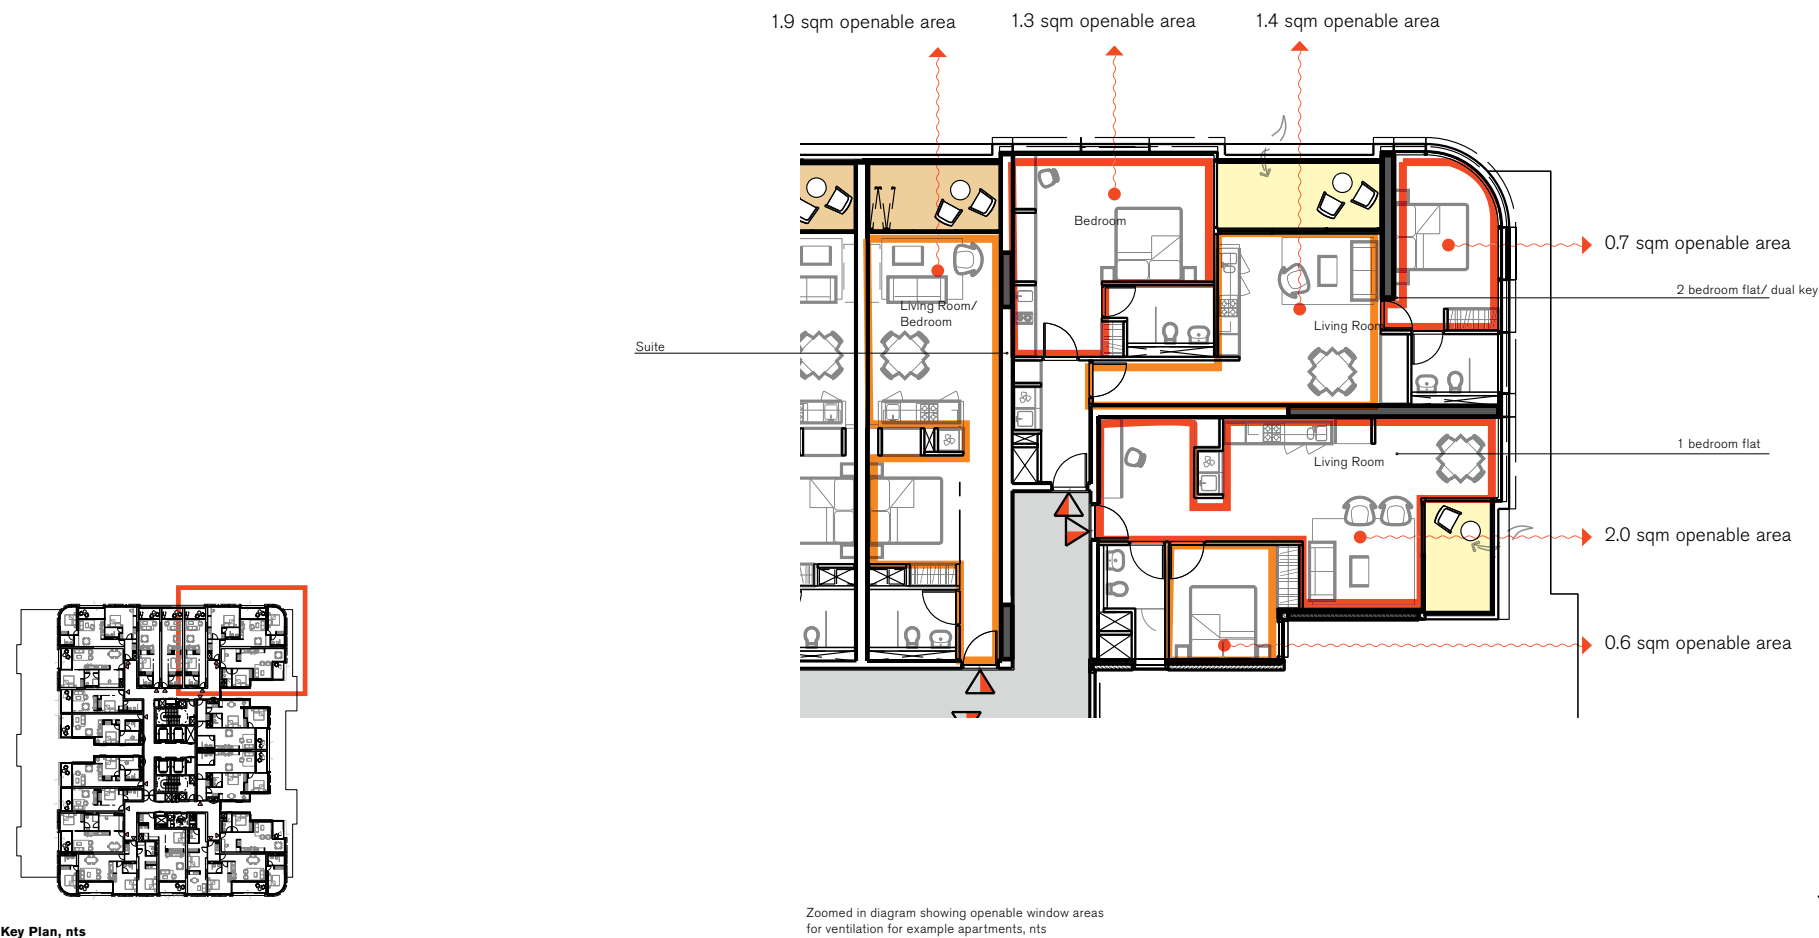 1.9 sqm openable area
1.3 sqm openable area
1.4 sqm openable area
Bedroom
0.7 sqm openable area
2 bedroom flat/ dual key
Living Room/
Bedroom
Living Room
Suite
1 bedroom flat
Living Room
2.0 sqm openable area
0.6 sqm openable area
Zoomed in diagram showing openable window areas
for ventilation for example apartments, nts
Key Plan, nts